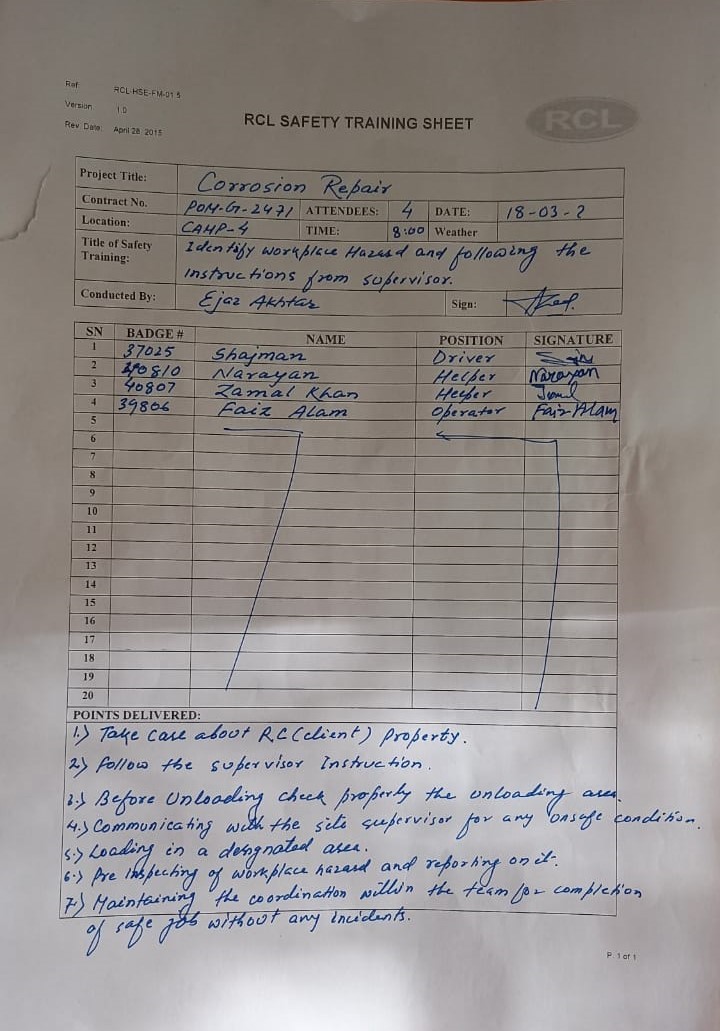 Ref: RCL-HSE-FM-01.5
Version 1.0
Rev. Date: April 28, 2015
RCL SAFETY TRAINING SHEET
RCL
Project Title: Corrosion Repair
Contract No. POM-G-2471 ATTENDEES: 4 DATE: 18-03-2
Location: CAMP-4 TIME: 8:00 Weather
Title of Safety Training: Identify workplace Hazard and following the
instructions from supervisor.
Conducted By: Ejaz Akhtar Sign:
SN BADGE # NAME POSITION SIGNATURE
1 37025 Shajman Driver
2 40810 Narayan Helper Narayan
3 40807 Zamal Khan Helper
4 39806 Faiz Alam Operator Faiz Alam
5
6
7
8
9
10
11
12
13
14
15
16
17
18
19
20
POINTS DELIVERED:
1.) Take care about R.C (client) Property.
2.) follow the supervisor Instruction.
3.) Before Unloading check properly the unloading area.
4.) Communicating with the site supervisor for any unsafe condition.
5.) Loading in a designated area.
6.) Pre inspecting of workplace hazard and reporting on it.
7.) Maintaining the coordination within the team for completion
of safe job without any incidents.
P. 1 of 1